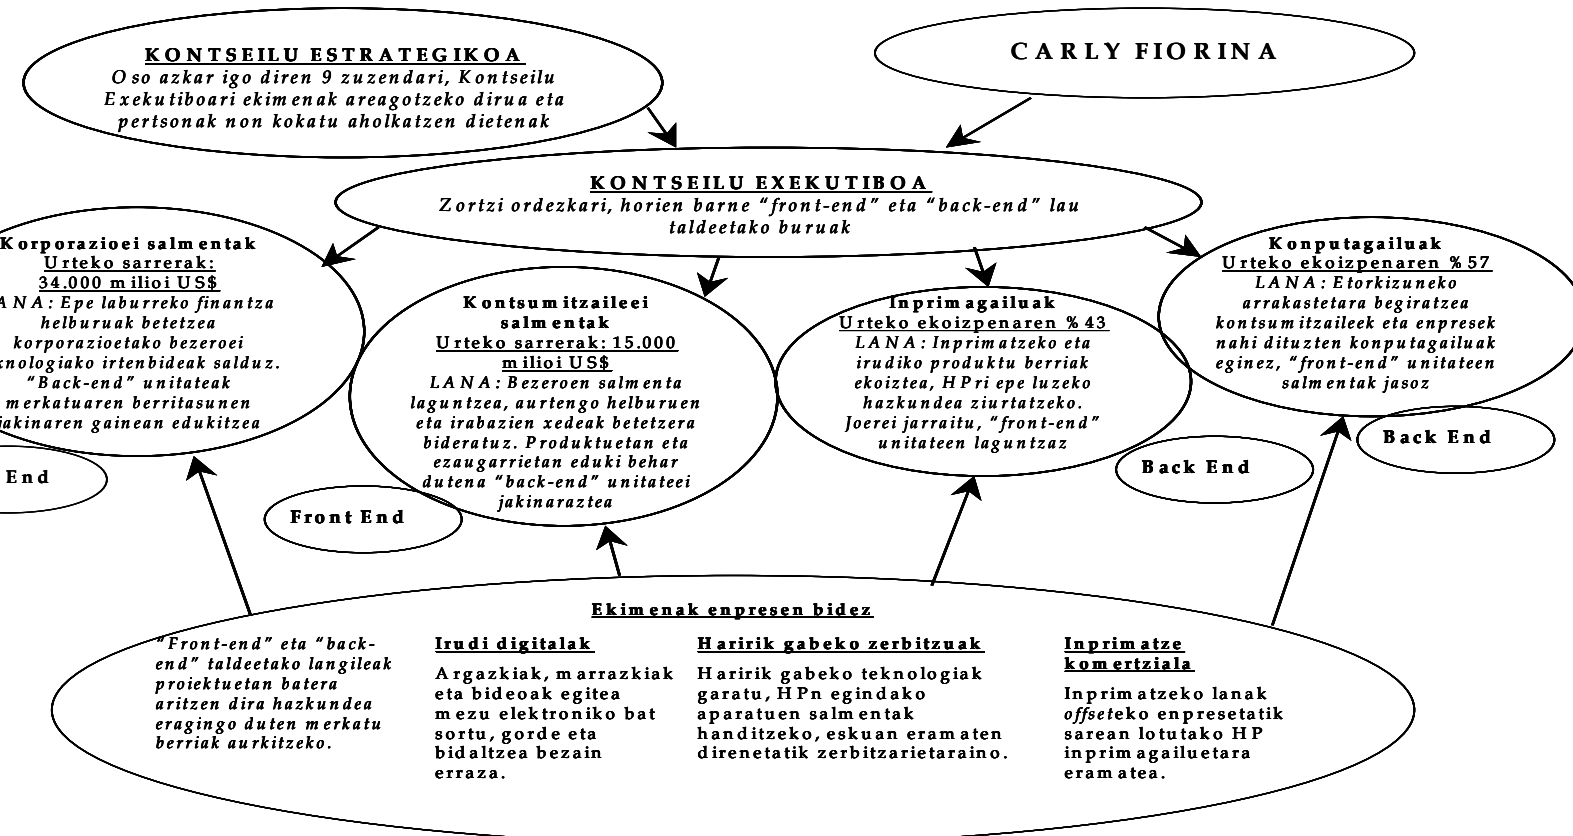 KONTSEILU ESTRATEGIKOA
Oso azkar igo diren 9 zuzendari, Kontseilu
Exekutiboari ekimenak areagotzeko dirua eta
pertsonak non kokatu aholkatzen dietenak
CARLY FIORINA
KONTSEILU EXEKUTIBOA
Zortzi ordezkari, horien barne “front-end” eta “back-end” lau
taldeetako buruak
Korporazioei salmentak
Urteko sarrerak:
34.000 milioi US$
ANA: Epe laburreko finantza
helburuak betetzea
korporazioetako bezeroei
knologiako irtenbideak salduz.
“Back-end” unitateak
merkatuaren berritasunen
jakinaren gainean edukitzea
End
Kontsumitzaileei
salmentak
Urteko sarrerak: 15.000
milioi US$
LANA: Bezeroen salmenta
laguntzea, aurtengo helburuen
eta irabazien xedeak betetzera
bideratuz. Produktuetan eta
ezaugarrietan eduki behar
dutena “back-end” unitateei
jakinaraztea
Front End
Inprimagailuak
Urteko ekoizpenaren %43
LANA: Inprimatzeko eta
irudiko produktu berriak
ekoiztea, HPri epe luzeko
hazkundea ziurtatzeko.
Joerei jarraitu, “front-end”
unitateen laguntzaz
Back End
Konputagailuak
Urteko ekoizpenaren %57
LANA: Etorkizuneko
arrakastetara begiratzea
kontsumitzaileek eta enpresek
nahi dituzten konputagailuak
eginez, “front-end” unitateen
salmentak jasoz
Back End
Ekimenak enpresen bidez
“Front-end” eta “back-
end” taldeetako langileak
proiektuetan batera
aritzen dira hazkundea
eragingo duten merkatu
berriak aurkitzeko.
Irudi digitalak
Argazkiak, marrazkiak
eta bideoak egitea
mezu elektroniko bat
sortu, gorde eta
bidaltzea bezain
erraza.
Haririk gabeko zerbitzuak
Haririk gabeko teknologiak
garatu, HPn egindako
aparatuen salmentak
handitzeko, eskuan eramaten
direnetatik zerbitzarietaraino.
Inprimatze
komertziala
Inprimatzeko lanak
offseteko enpresetatik
sarean lotutako HP
inprimagailuetara
eramatea.